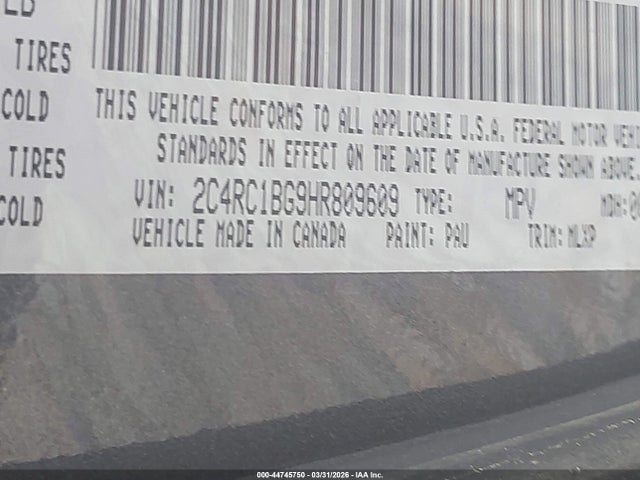 TIRES
COLD
THIS VEHICLE CONFORMS TO ALL APPLICABLE U.S.A. FEDERAL MOTOR
STANDARDS IN EFFECT ON THE DATE OF MANUFACTURE SHOWN ABOVE.
TIRES
VIN: 2C4RC1BG9HR809609 TYPE: MPV MDH:
COLD
VEHICLE MADE IN CANADA PAINT: PAU TRIM: MLXP
000-44745750 - 03/31/2026 - IAA Inc.